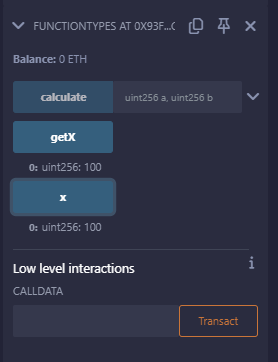 FUNCTIONTYPES AT 0X93F...C
Balance: 0 ETH
calculate uint256 a, uint256 b
getX
0: uint256: 100
x
0: uint256: 100
Low level interactions
i
CALLDATA
Transact